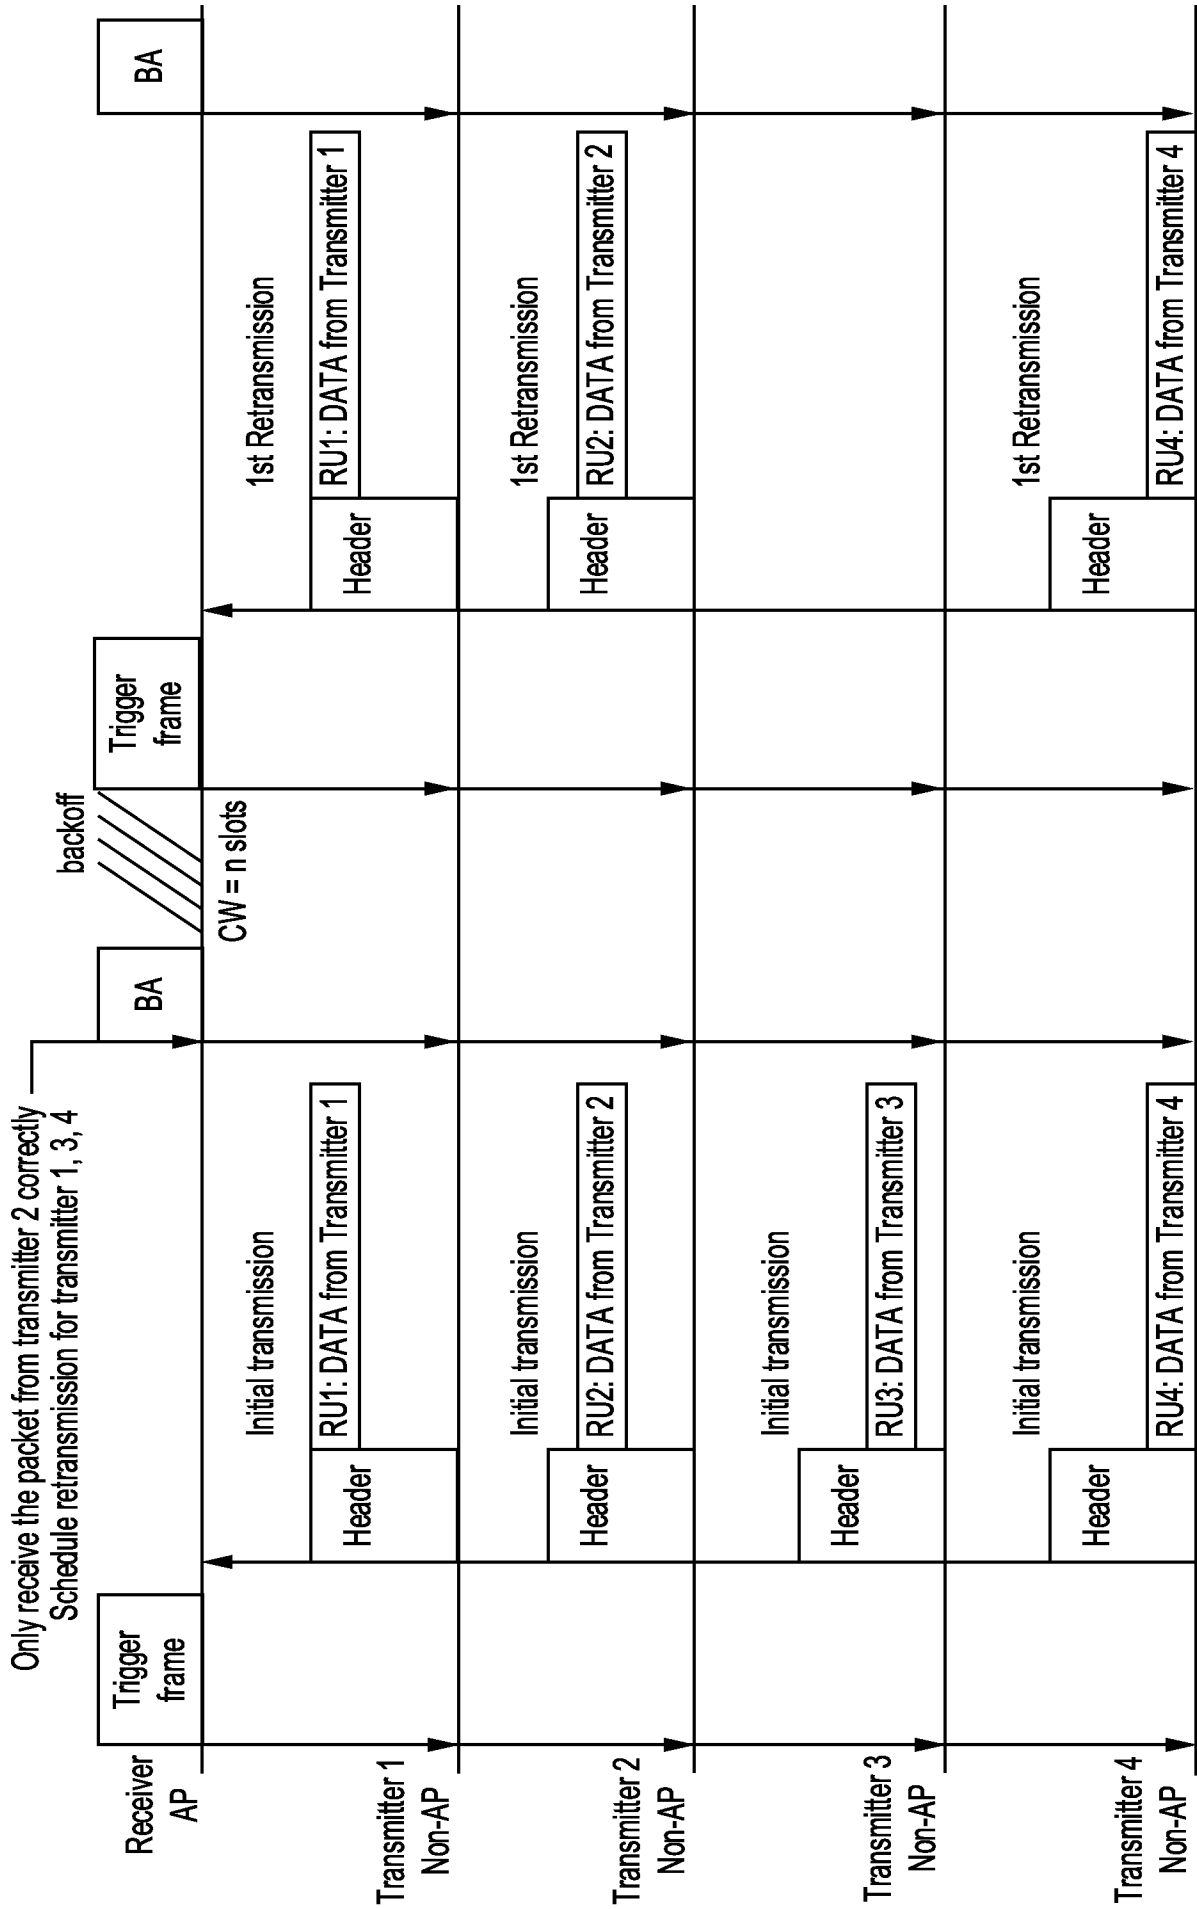 Only receive the packet from transmitter 2 correctly
Schedule retransmission for transmitter 1, 3, 4
backoff
Receiver
AP
Trigger
frame
BA
CW = n slots
Trigger
frame
BA
Transmitter 1
Non-AP
Initial transmission
Header
RU1: DATA from Transmitter 1
1st Retransmission
Header
RU1: DATA from Transmitter 1
Transmitter 2
Non-AP
Initial transmission
Header
RU2: DATA from Transmitter 2
1st Retransmission
Header
RU2: DATA from Transmitter 2
Transmitter 3
Non-AP
Initial transmission
Header
RU3: DATA from Transmitter 3
Transmitter 4
Non-AP
Initial transmission
Header
RU4: DATA from Transmitter 4
1st Retransmission
Header
RU4: DATA from Transmitter 4